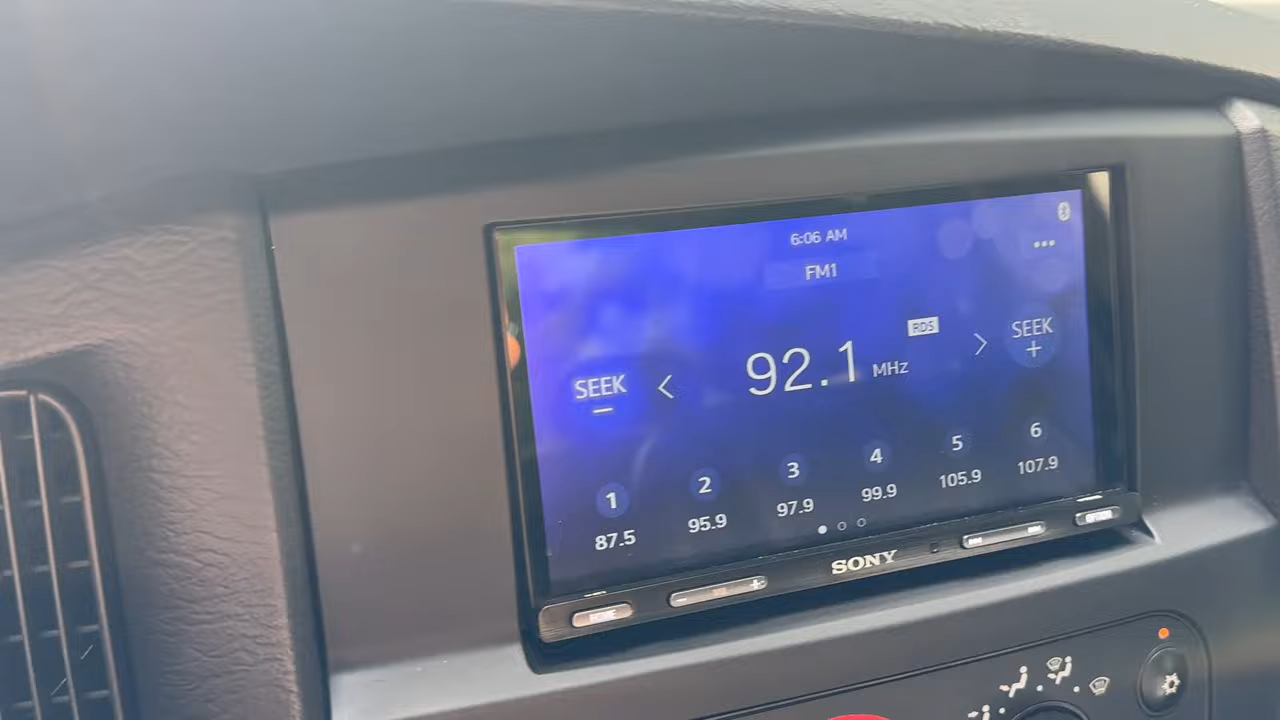 6:06 AM
FM1
RDS
SEEK
92.1 MHz
SEEK
+
1 2 3 4 5 6
87.5 95.9 97.9 99.9 105.9 107.9
SONY